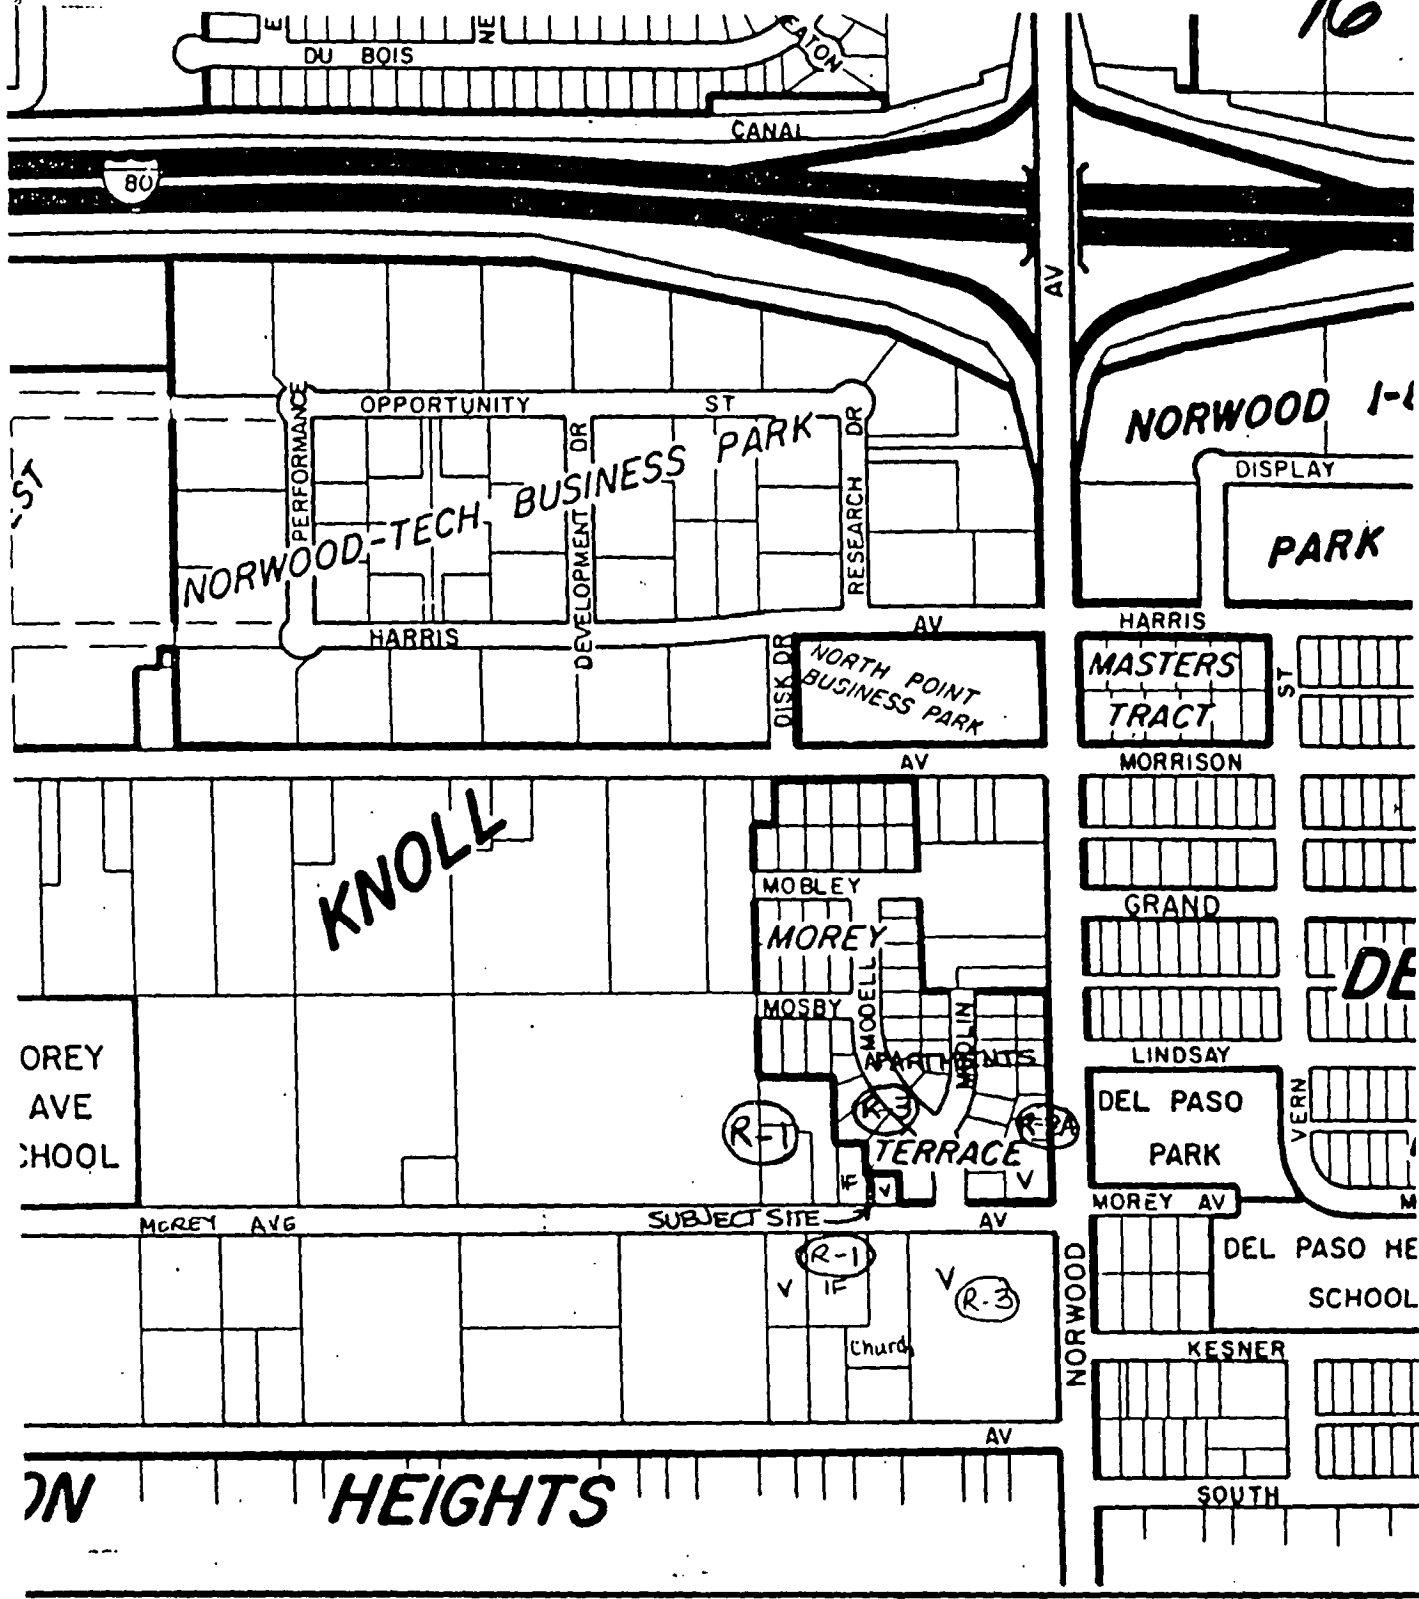 16
E
NE
EATON
DU BOIS
CANAL
80
AV
PERFORMANCE
OPPORTUNITY ST
NORWOOD
DISPLAY
DEVELOPMENT DR
RESEARCH DR
NORWOOD-TECH BUSINESS PARK
PARK
HARRIS AV
HARRIS
DISK DR
NORTH POINT
BUSINESS PARK
MASTERS
TRACT
ST
AV
MORRISON
KNOLL
MOBLEY
GRAND
MOREY
DE
MODELL
MOSBY
MOLIN
APARTMENTS
LINDSAY
OREY
AVE
CHOOL
R-1
R-3
R-2A
DEL PASO
PARK
VERN
TERRACE
IF
V
V
MOREY AVE
SUBJECT SITE
AV
MOREY AV
M
R-1
V
IF
V
R-3
NORWOOD
DEL PASO HE
SCHOOL
Church
KESNER
AV
ON HEIGHTS
SOUTH